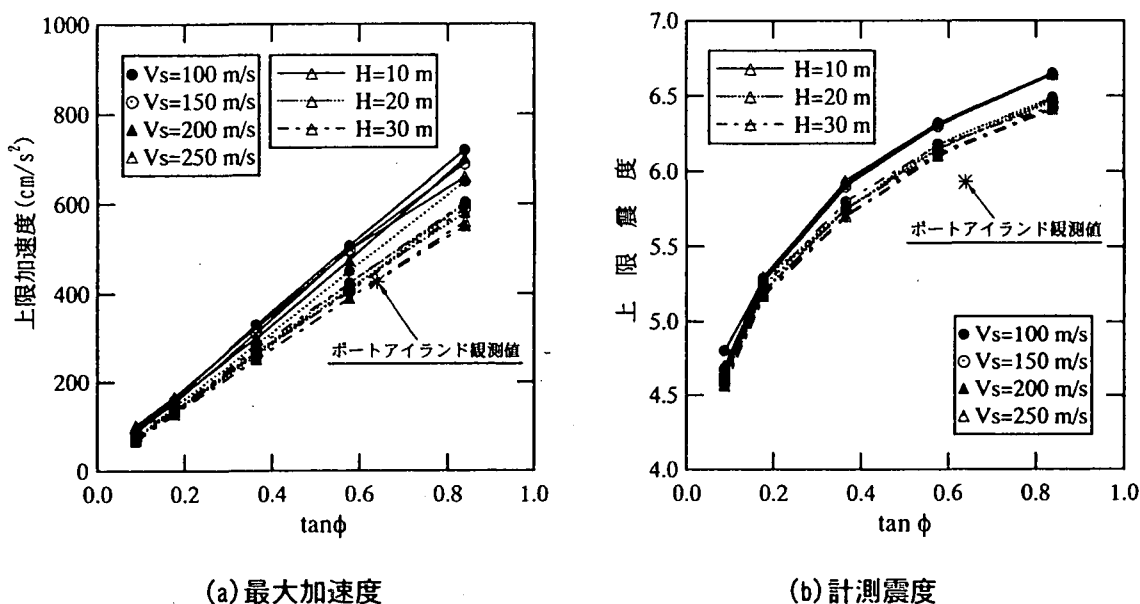 1000
800
600
400
200
0
上限加速度(cm/s²)
Vs=100 m/s
Vs=150 m/s
Vs=200 m/s
Vs=250 m/s
H=10 m
H=20 m
H=30 m
ポートアイランド観測値
0.0 0.2 0.4 0.6 0.8 1.0
tanϕ
(a)最大加速度
7.0
6.5
6.0
5.5
5.0
4.5
4.0
上限震度
H=10 m
H=20 m
H=30 m
ポートアイランド観測値
Vs=100 m/s
Vs=150 m/s
Vs=200 m/s
Vs=250 m/s
0.0 0.2 0.4 0.6 0.8 1.0
tan ϕ
(b)計測震度